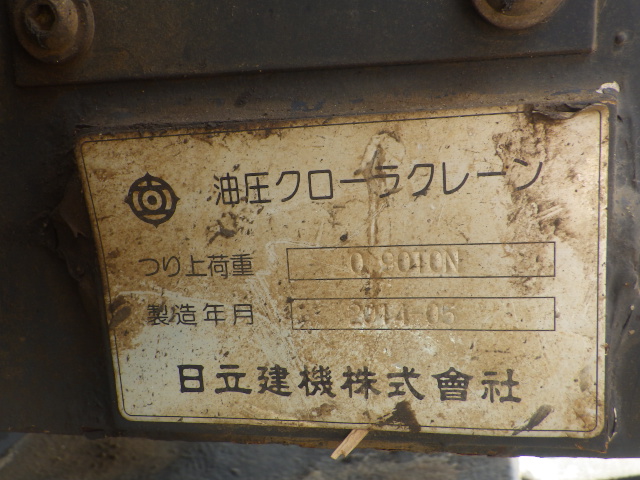 油圧クローラクレーン
つり上荷重 0.90TON
製造年月 2014.05
日立建機株式會社